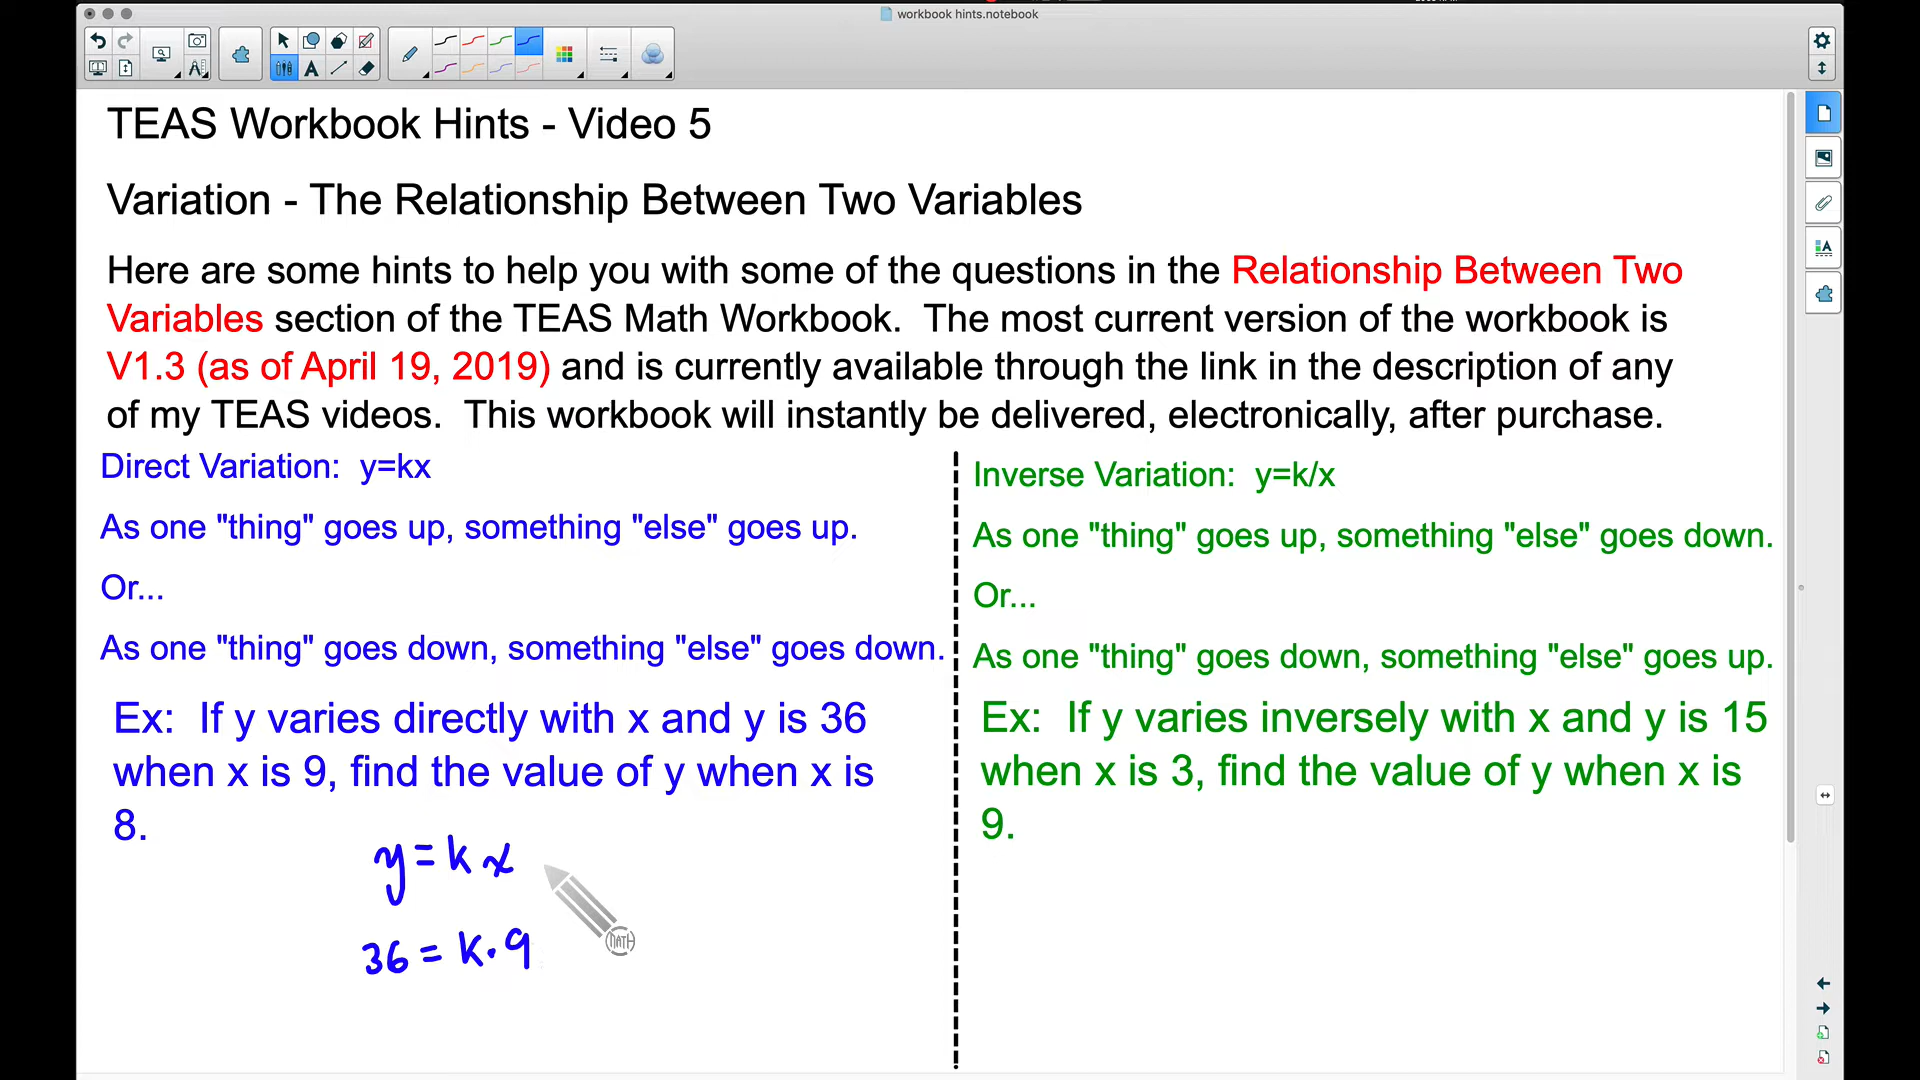 workbook hints.notebook
TEAS Workbook Hints - Video 5
Variation - The Relationship Between Two Variables
Here are some hints to help you with some of the questions in the Relationship Between Two
Variables section of the TEAS Math Workbook.  The most current version of the workbook is
V1.3 (as of April 19, 2019) and is currently available through the link in the description of any
of my TEAS videos.  This workbook will instantly be delivered, electronically, after purchase.
Direct Variation:  y=kx
As one "thing" goes up, something "else" goes up.
Or...
As one "thing" goes down, something "else" goes down.
Ex:  If y varies directly with x and y is 36
when x is 9, find the value of y when x is
8.
y=kx
36=k·9
MATH
Inverse Variation:  y=k/x
As one "thing" goes up, something "else" goes down.
Or...
As one "thing" goes down, something "else" goes up.
Ex:  If y varies inversely with x and y is 15
when x is 3, find the value of y when x is
9.